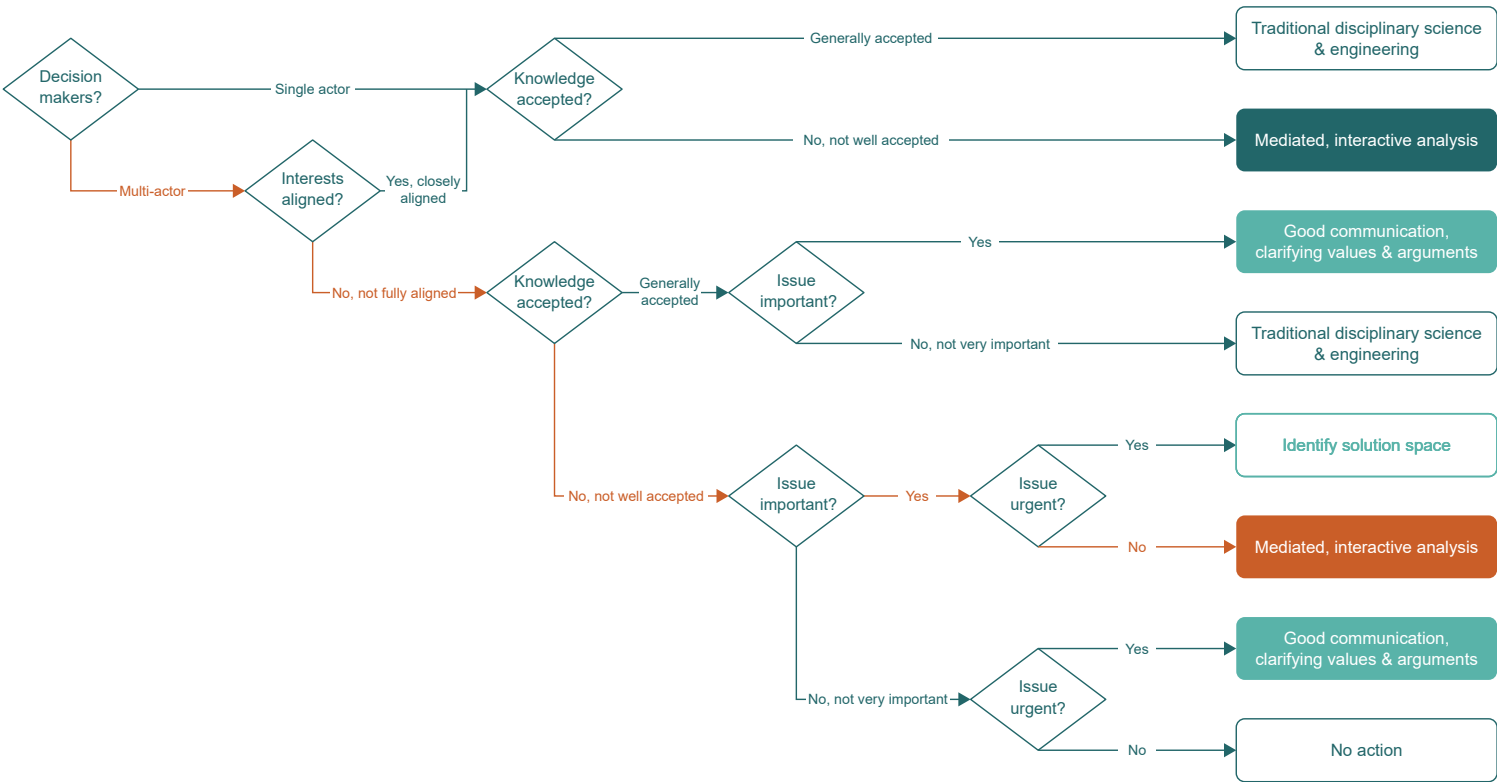 Generally accepted
Traditional disciplinary science
& engineering
Decision
makers?
Single actor
Knowledge
accepted?
No, not well accepted
Mediated, interactive analysis
Multi-actor
Interests
aligned?
Yes, closely
aligned
Yes
Good communication,
clarifying values & arguments
No, not fully aligned
Knowledge
accepted?
Generally
accepted
Issue
important?
No, not very important
Traditional disciplinary science
& engineering
Yes
Identify solution space
No, not well accepted
Issue
important?
Yes
Issue
urgent?
No
Mediated, interactive analysis
Yes
Good communication,
clarifying values & arguments
No, not very important
Issue
urgent?
No
No action